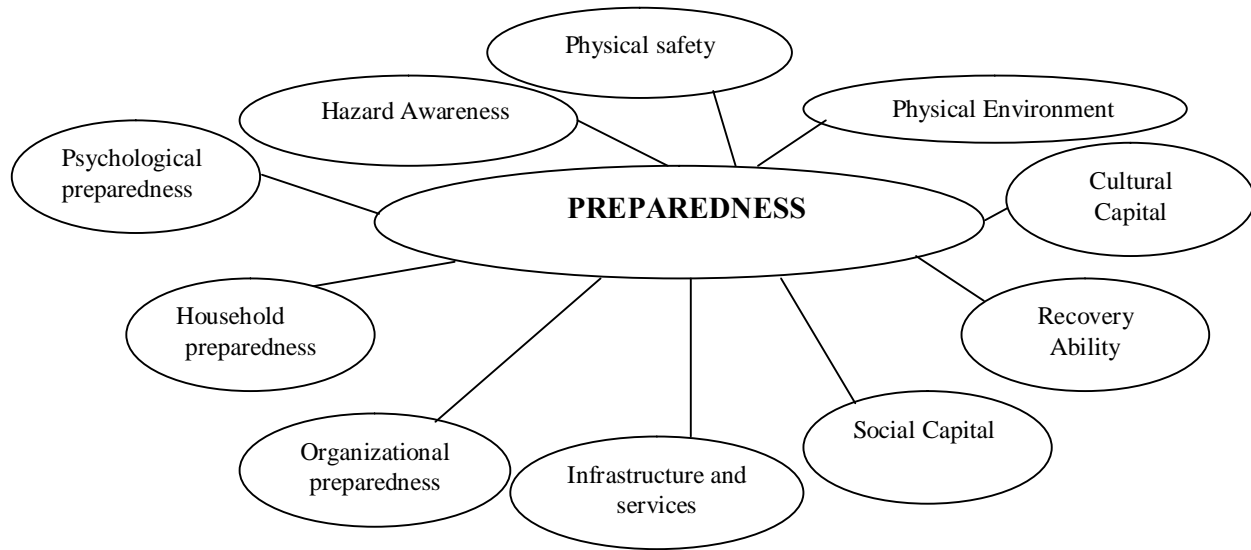 Physical safety
Hazard Awareness
Physical Environment
Psychological
preparedness
Cultural
Capital
PREPAREDNESS
Household
preparedness
Recovery
Ability
Organizational
preparedness
Infrastructure and
services
Social Capital